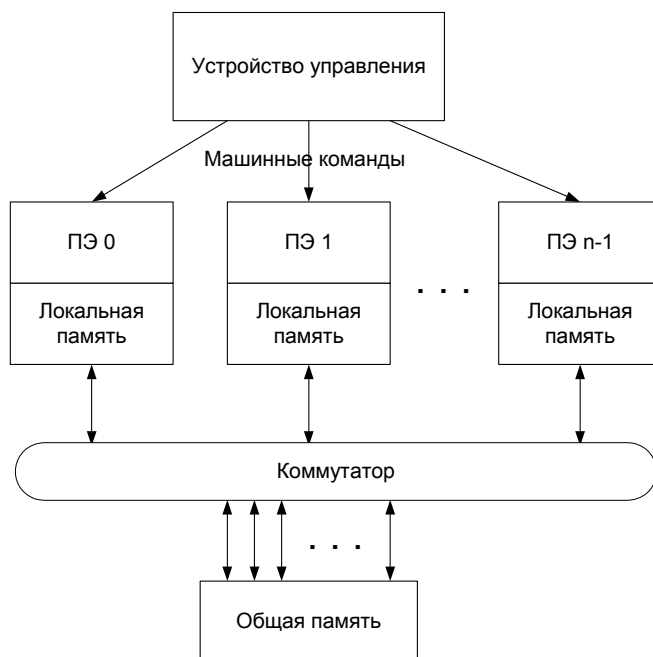 Устройство управления
Машинные команды
ПЭ 0
ПЭ 1
ПЭ n-1
. . .
Локальная
память
Локальная
память
Локальная
память
Коммутатор
. . .
Общая память